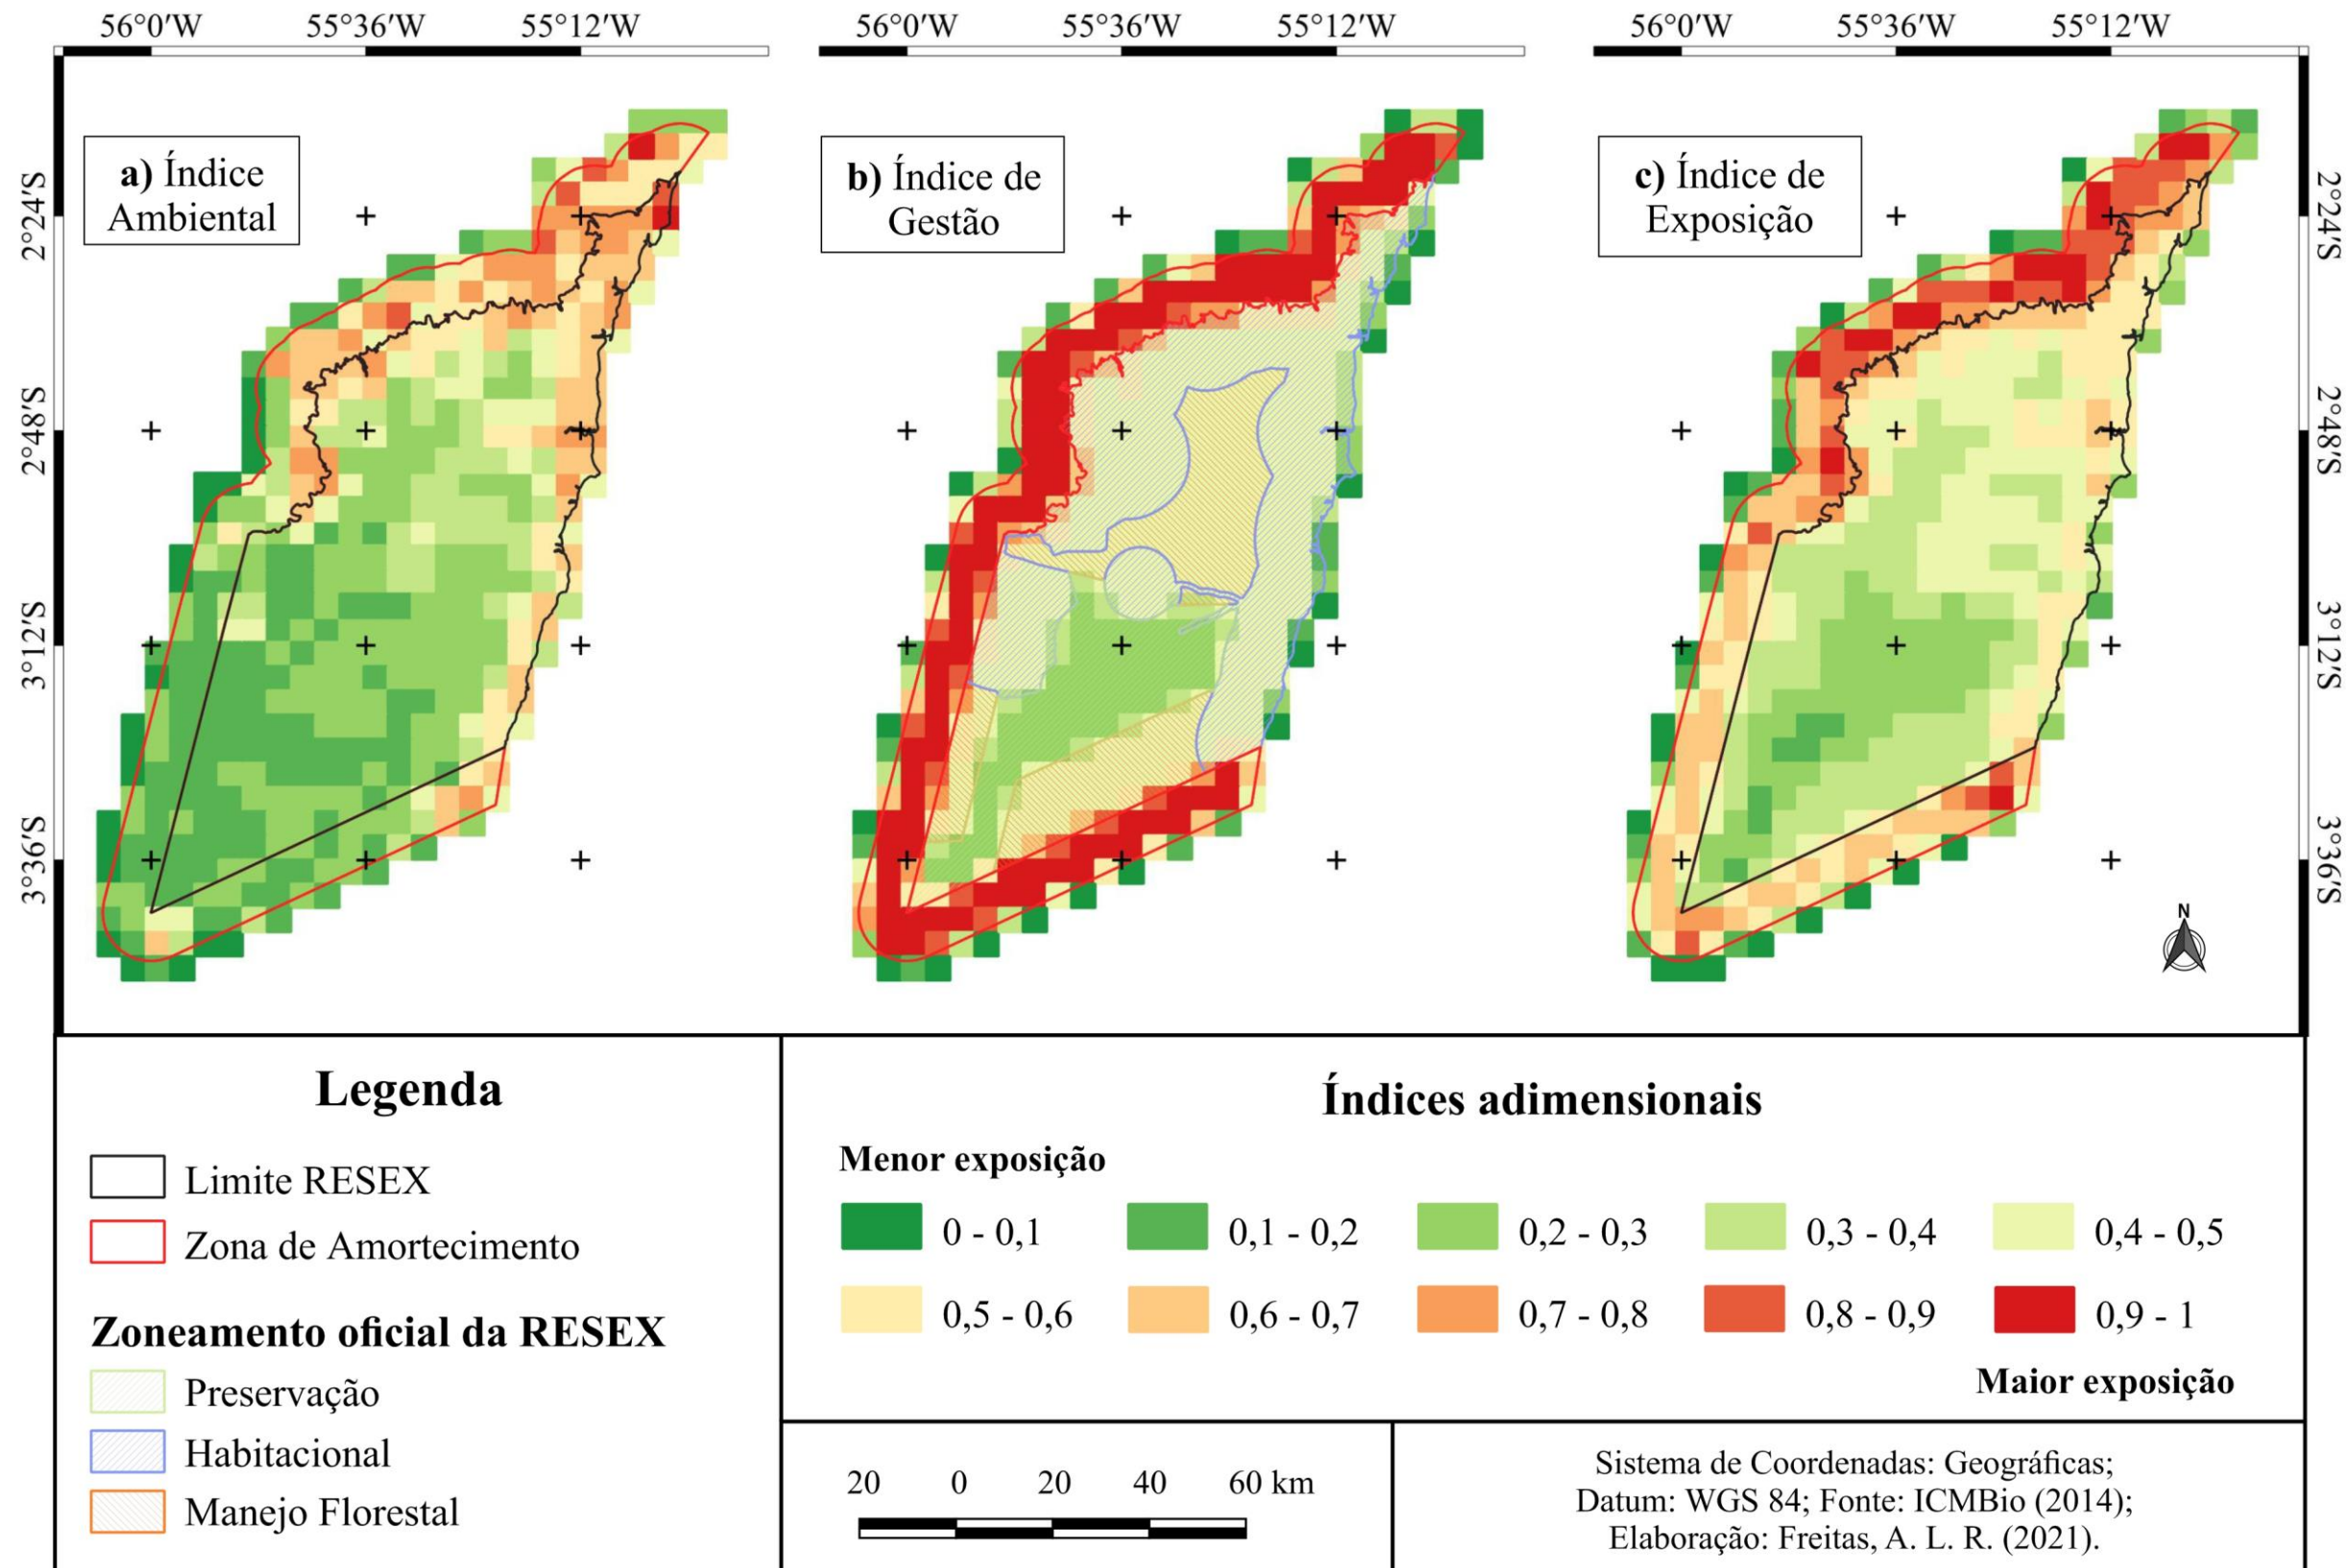 56°0′W 55°36′W 55°12′W 56°0′W 55°36′W 55°12′W 56°0′W 55°36′W 55°12′W
a) Índice
Ambiental
b) Índice de
Gestão
c) Índice de
Exposição
2°24′S
2°48′S
3°12′S
3°36′S
2°24′S
2°48′S
3°12′S
3°36′S
N
Legenda
Limite RESEX
Zona de Amortecimento
Zoneamento oficial da RESEX
Preservação
Habitacional
Manejo Florestal
Índices adimensionais
Menor exposição
0 - 0,1 0,1 - 0,2 0,2 - 0,3 0,3 - 0,4 0,4 - 0,5
0,5 - 0,6 0,6 - 0,7 0,7 - 0,8 0,8 - 0,9 0,9 - 1
Maior exposição
20 0 20 40 60 km
Sistema de Coordenadas: Geográficas;
Datum: WGS 84; Fonte: ICMBio (2014);
Elaboração: Freitas, A. L. R. (2021).